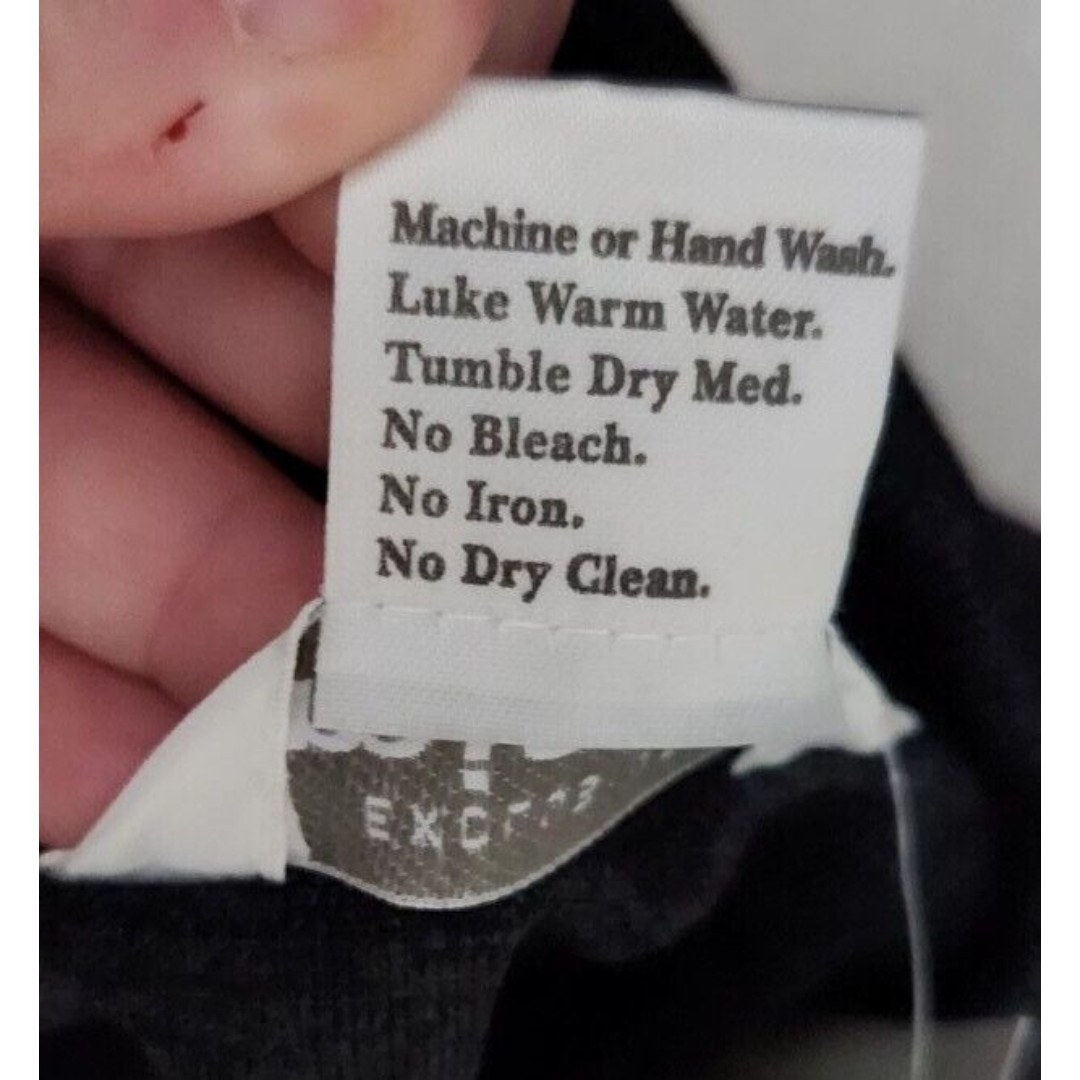 Machine or Hand Wash.
Luke Warm Water.
Tumble Dry Med.
No Bleach.
No Iron.
No Dry Clean.